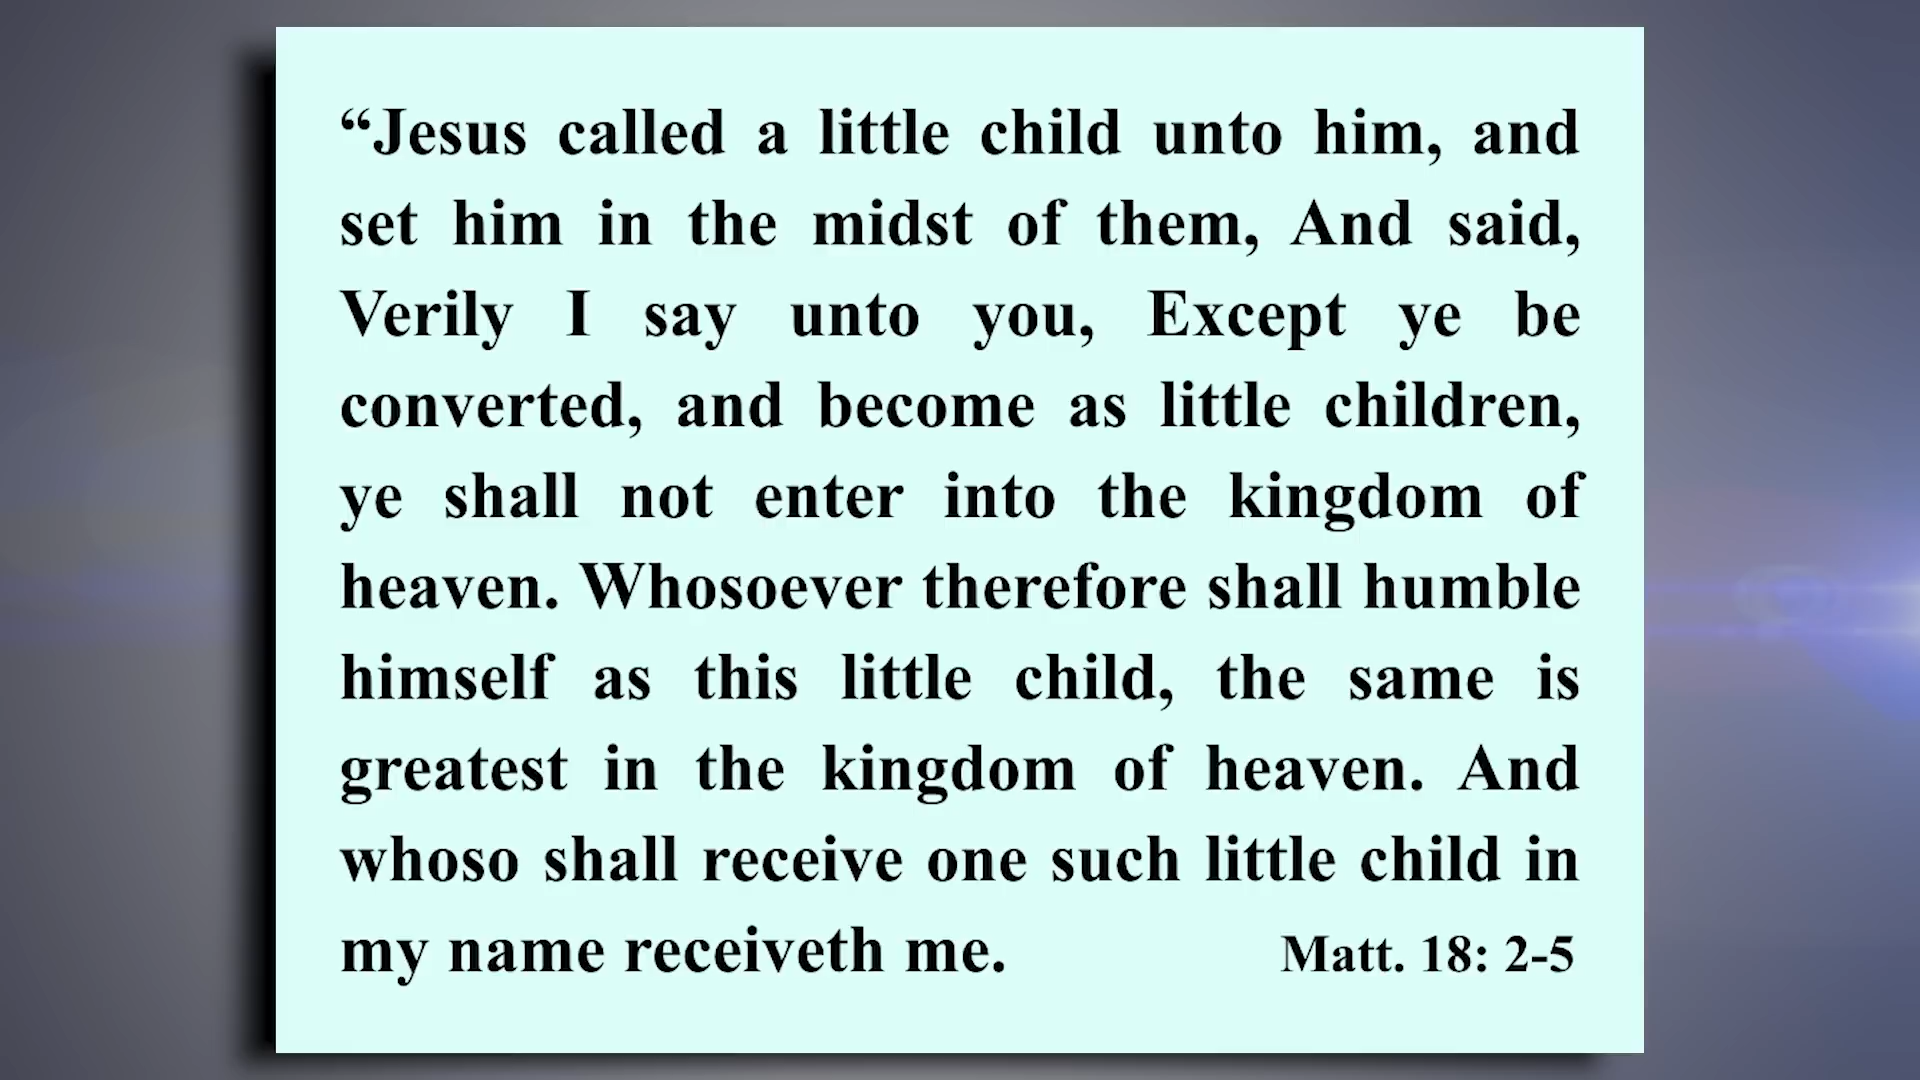 “Jesus called a little child unto him, and
set him in the midst of them, And said,
Verily I say unto you, Except ye be
converted, and become as little children,
ye shall not enter into the kingdom of
heaven. Whosoever therefore shall humble
himself as this little child, the same is
greatest in the kingdom of heaven. And
whoso shall receive one such little child in
my name receiveth me. Matt. 18: 2-5